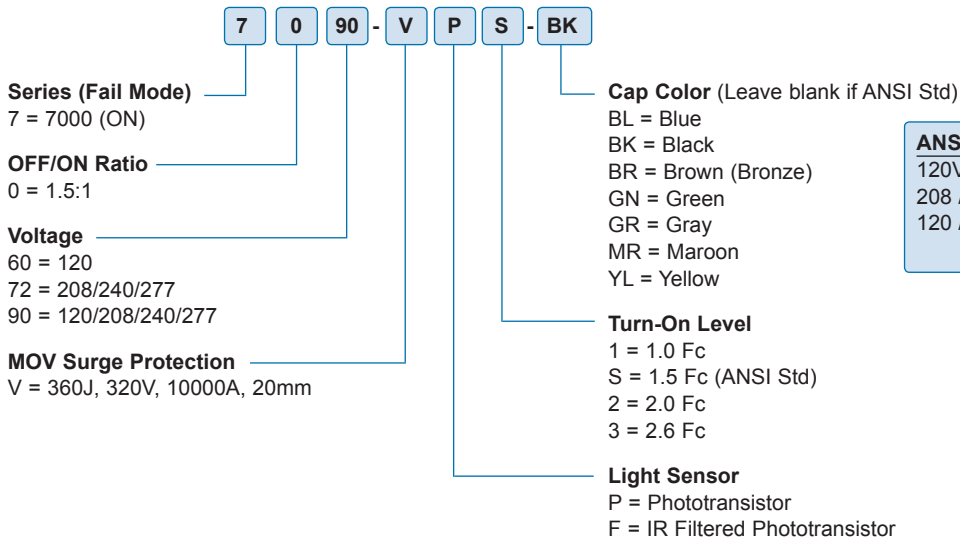 7 0 90 - V P S - BK
Series (Fail Mode)
7 = 7000 (ON)
OFF/ON Ratio
0 = 1.5:1
Voltage
60 = 120
72 = 208/240/277
90 = 120/208/240/277
MOV Surge Protection
V = 360J, 320V, 10000A, 20mm
Cap Color (Leave blank if ANSI Std)
BL = Blue
BK = Black
BR = Brown (Bronze)
GN = Green
GR = Gray
MR = Maroon
YL = Yellow
ANS
120V
208
120
Turn-On Level
1 = 1.0 Fc
S = 1.5 Fc (ANSI Std)
2 = 2.0 Fc
3 = 2.6 Fc
Light Sensor
P = Phototransistor
F = IR Filtered Phototransistor